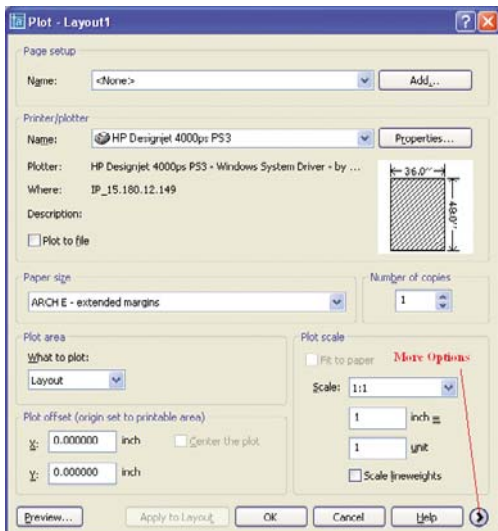 Plot - Layout1
Page setup
Name: <None> Add...
Printer/plotter
Name: HP Designjet 4000ps PS3 Properties...
Plotter: HP Designjet 4000ps PS3 - Windows System Driver - by ...
Where: IP_15.180.12.149
Description:
Plot to file
36.0''
48.0''
Paper size
ARCH E - extended margins
Number of copies
1
Plot area
What to plot:
Layout
Plot scale
Fit to paper
More Options
Scale: 1:1
1 inch =
1 unit
Scale lineweights
Plot offset (origin set to printable area)
X: 0.000000 inch Center the plot
Y: 0.000000 inch
Preview... Apply to Layout OK Cancel Help